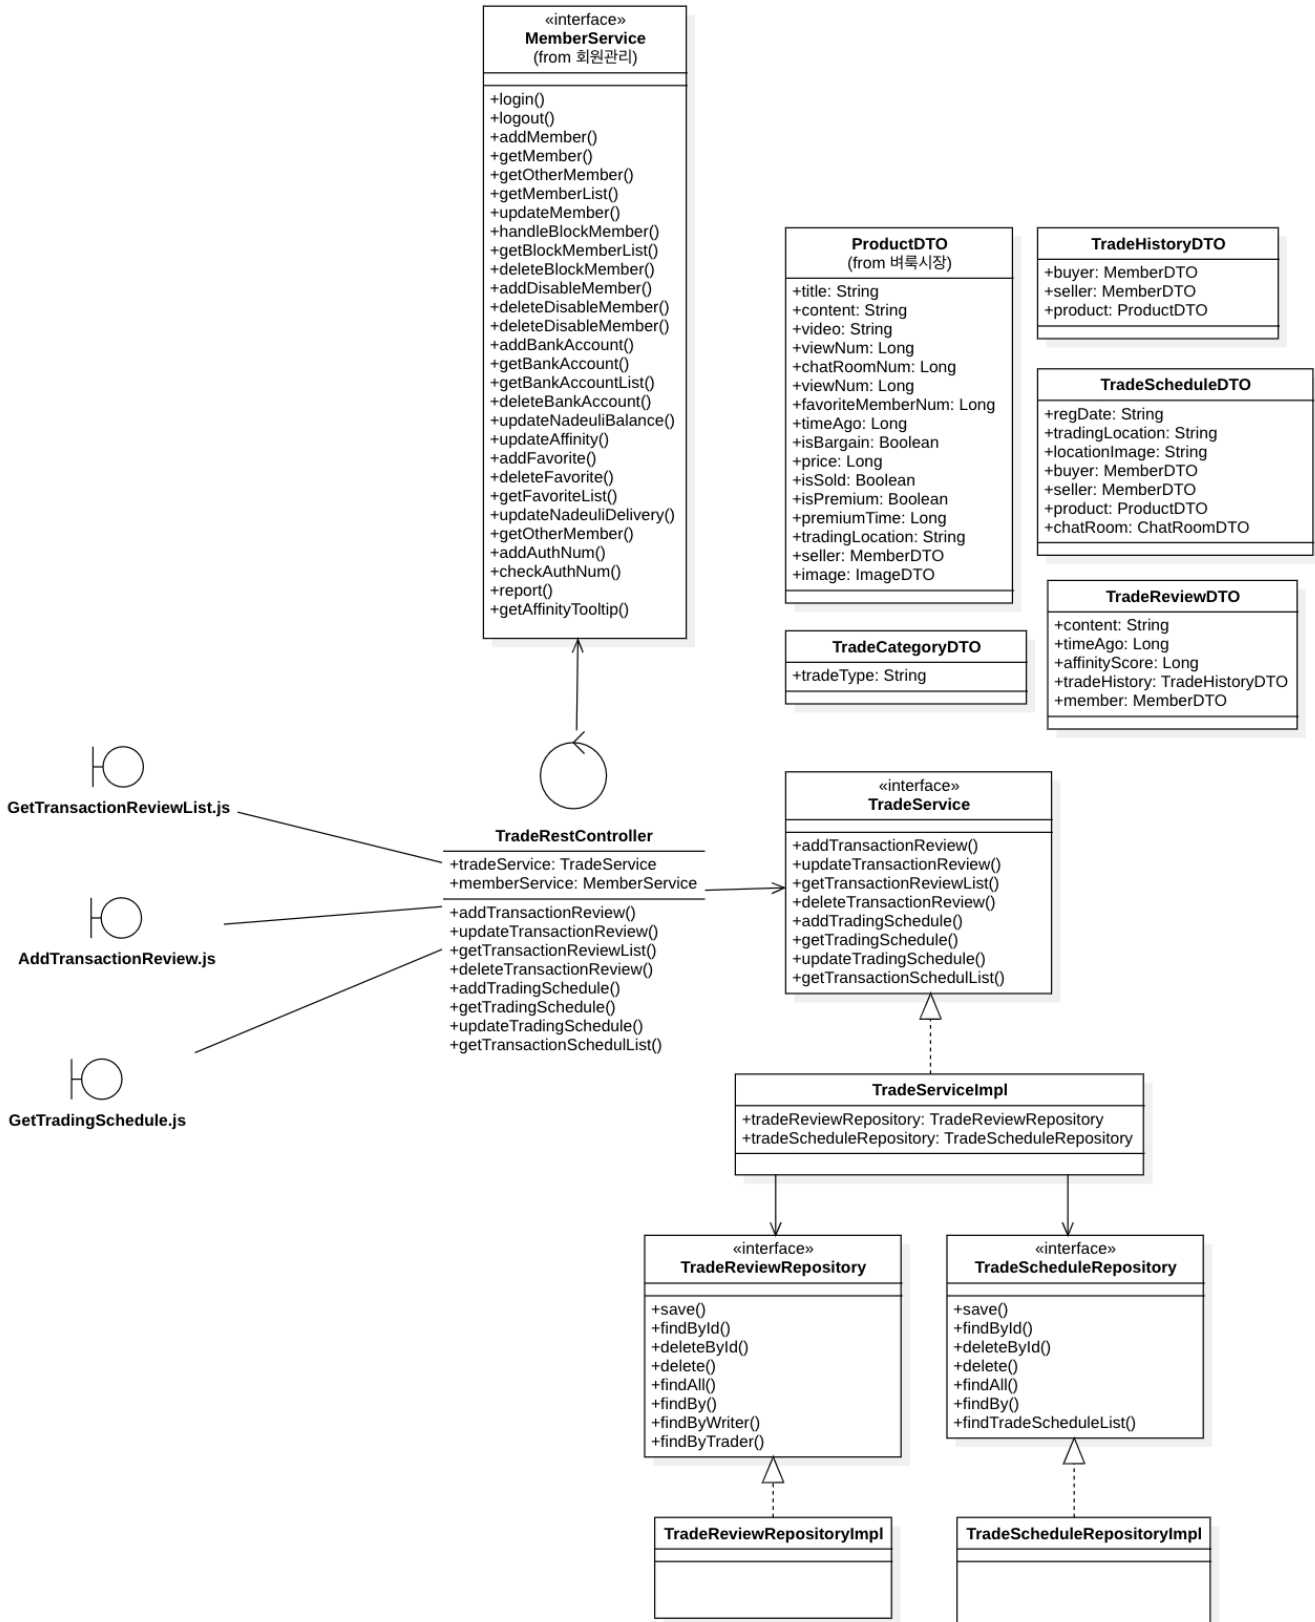 «interface»
MemberService
(from 회원관리)
+login()
+logout()
+addMember()
+getMember()
+getOtherMember()
+getMemberList()
+updateMember()
+handleBlockMember()
+getBlockMemberList()
+deleteBlockMember()
+addDisableMember()
+deleteDisableMember()
+deleteDisableMember()
+addBankAccount()
+getBankAccount()
+getBankAccountList()
+deleteBankAccount()
+updateNadeuliBalance()
+updateAffinity()
+addFavorite()
+deleteFavorite()
+getFavoriteList()
+updateNadeuliDelivery()
+getOtherMember()
+addAuthNum()
+checkAuthNum()
+report()
+getAffinityTooltip()
ProductDTO
(from 벼룩시장)
+title: String
+content: String
+video: String
+viewNum: Long
+chatRoomNum: Long
+viewNum: Long
+favoriteMemberNum: Long
+timeAgo: Long
+isBargain: Boolean
+price: Long
+isSold: Boolean
+isPremium: Boolean
+premiumTime: Long
+tradingLocation: String
+seller: MemberDTO
+image: ImageDTO
TradeHistoryDTO
+buyer: MemberDTO
+seller: MemberDTO
+product: ProductDTO
TradeScheduleDTO
+regDate: String
+tradingLocation: String
+locationImage: String
+buyer: MemberDTO
+seller: MemberDTO
+product: ProductDTO
+chatRoom: ChatRoomDTO
TradeReviewDTO
+content: String
+timeAgo: Long
+affinityScore: Long
+tradeHistory: TradeHistoryDTO
+member: MemberDTO
TradeCategoryDTO
+tradeType: String
GetTransactionReviewList.js
AddTransactionReview.js
GetTradingSchedule.js
TradeRestController
+tradeService: TradeService
+memberService: MemberService
+addTransactionReview()
+updateTransactionReview()
+getTransactionReviewList()
+deleteTransactionReview()
+addTradingSchedule()
+getTradingSchedule()
+updateTradingSchedule()
+getTransactionSchedulList()
«interface»
TradeService
+addTransactionReview()
+updateTransactionReview()
+getTransactionReviewList()
+deleteTransactionReview()
+addTradingSchedule()
+getTradingSchedule()
+updateTradingSchedule()
+getTransactionSchedulList()
TradeServiceImpl
+tradeReviewRepository: TradeReviewRepository
+tradeScheduleRepository: TradeScheduleRepository
«interface»
TradeReviewRepository
+save()
+findById()
+deleteById()
+delete()
+findAll()
+findBy()
+findByWriter()
+findByTrader()
«interface»
TradeScheduleRepository
+save()
+findById()
+deleteById()
+delete()
+findAll()
+findBy()
+findTradeScheduleList()
TradeReviewRepositoryImpl
TradeScheduleRepositoryImpl